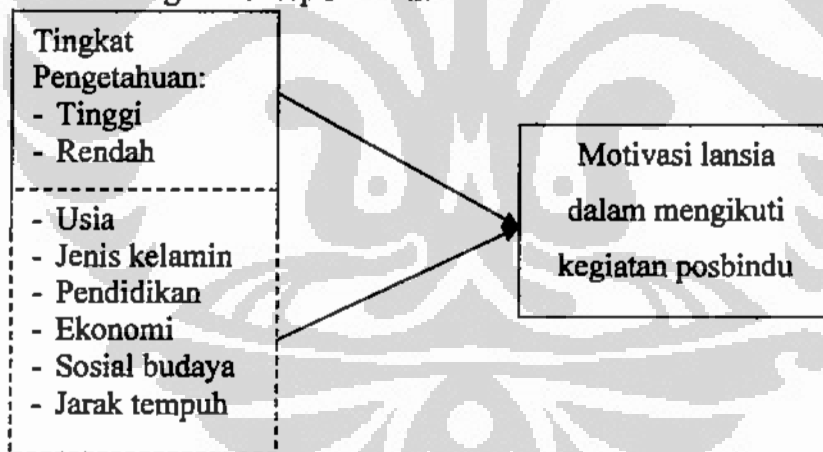 Tingkat
Pengetahuan:
- Tinggi
- Rendah
- Usia
- Jenis kelamin
- Pendidikan
- Ekonomi
- Sosial budaya
- Jarak tempuh
Motivasi lansia
dalam mengikuti
kegiatan posbindu